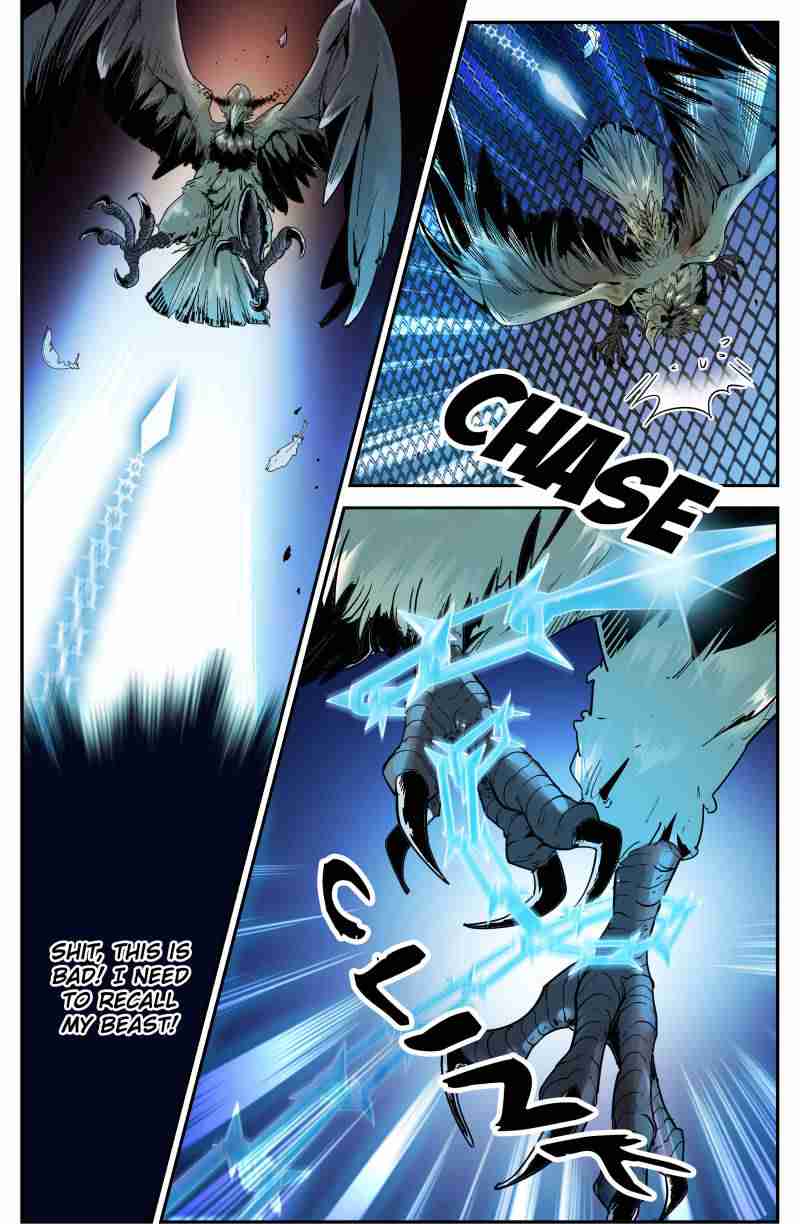 CHASE
SHIT, THIS IS
BAD! I NEED
TO RECALL
MY BEAST!
CLINK